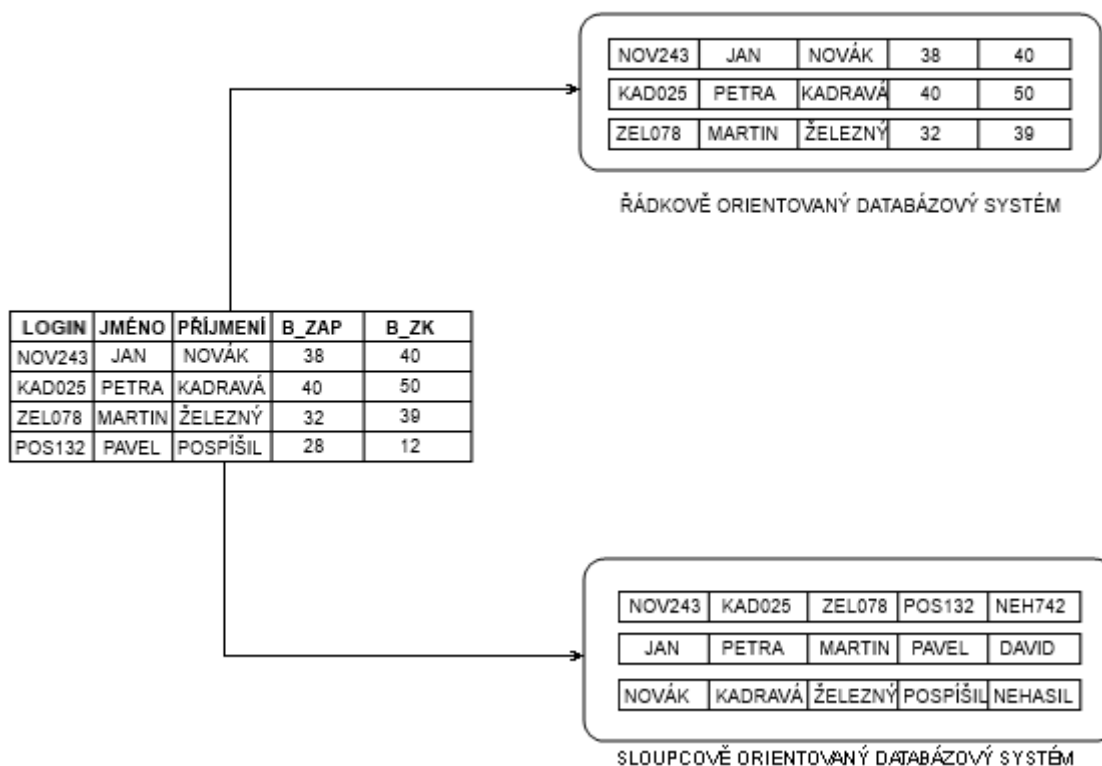 NOV243 JAN NOVÁK 38 40
KAD025 PETRA KADRAVÁ 40 50
ZEL078 MARTIN ŽELEZNÝ 32 39
ŘÁDKOVĚ ORIENTOVANÝ DATABÁZOVÝ SYSTÉM
LOGIN JMÉNO PŘÍJMENÍ B_ZAP B_ZK
NOV243 JAN NOVÁK 38 40
KAD025 PETRA KADRAVÁ 40 50
ZEL078 MARTIN ŽELEZNÝ 32 39
POS132 PAVEL POSPÍŠIL 28 12
NOV243 KAD025 ZEL078 POS132 NEH742
JAN PETRA MARTIN PAVEL DAVID
NOVÁK KADRAVÁ ŽELEZNÝ POSPÍŠIL NEHASIL
SLOUPCOVĚ ORIENTOVANÝ DATABÁZOVÝ SYSTÉM